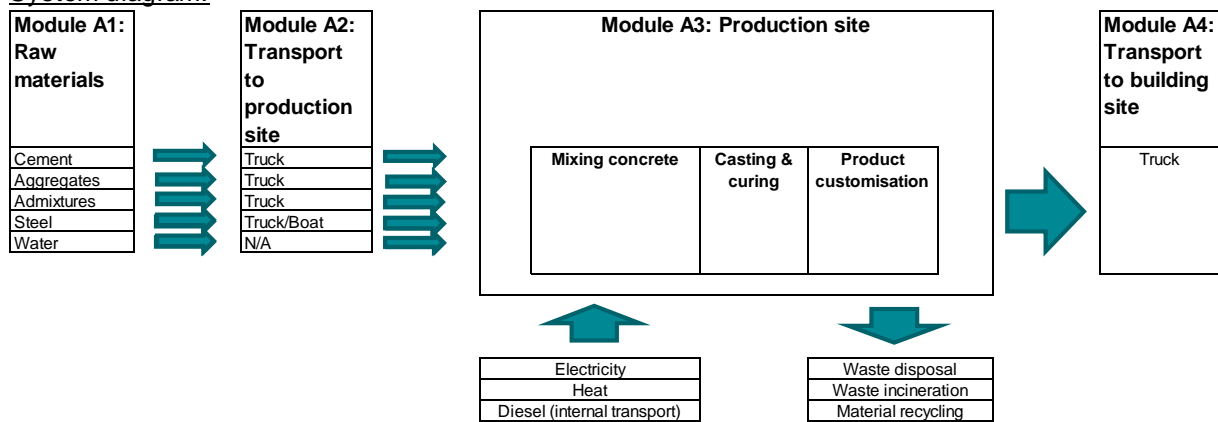 System diagram:
Module A1:
Raw
materials
Cement
Aggregates
Admixtures
Steel
Water
Module A2:
Transport
to
production
site
Truck
Truck
Truck
Truck/Boat
N/A
Module A3: Production site
Mixing concrete
Casting &
curing
Product
customisation
Electricity
Heat
Diesel (internal transport)
Waste disposal
Waste incineration
Material recycling
Module A4:
Transport
to building
site
Truck